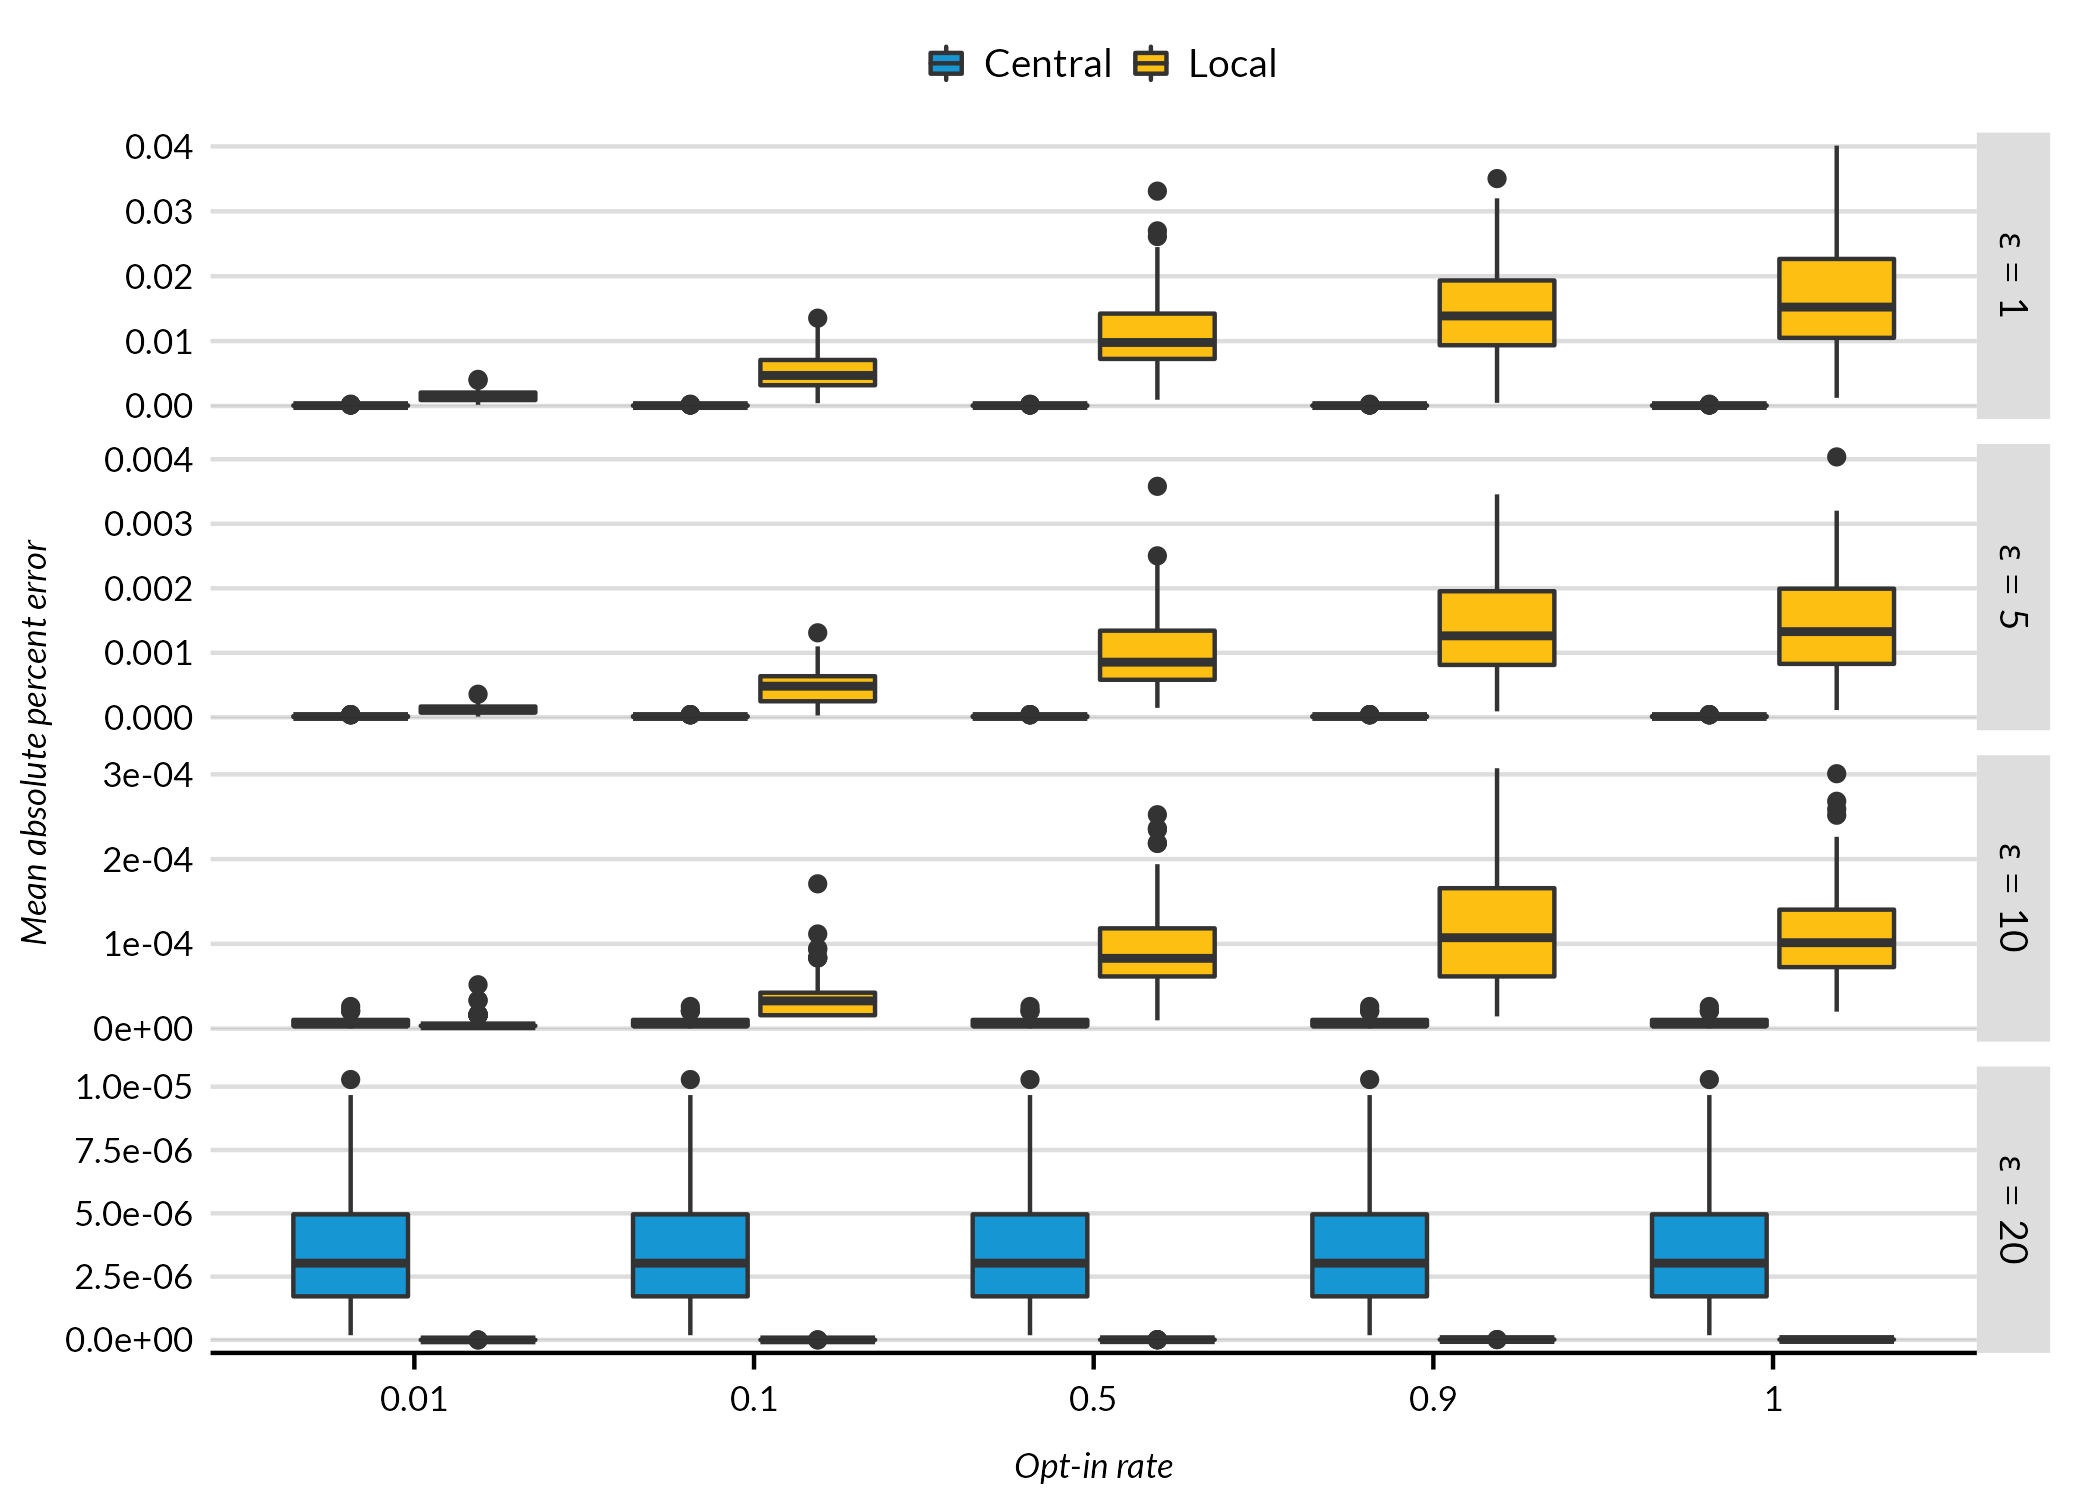 Central Local
0.04
0.03
0.02
0.01
0.00
ε = 1
0.004
0.003
0.002
0.001
0.000
ε = 5
3e-04
2e-04
1e-04
0e+00
ε = 10
1.0e-05
7.5e-06
5.0e-06
2.5e-06
0.0e+00
ε = 20
Mean absolute percent error
0.01 0.1 0.5 0.9 1
Opt-in rate